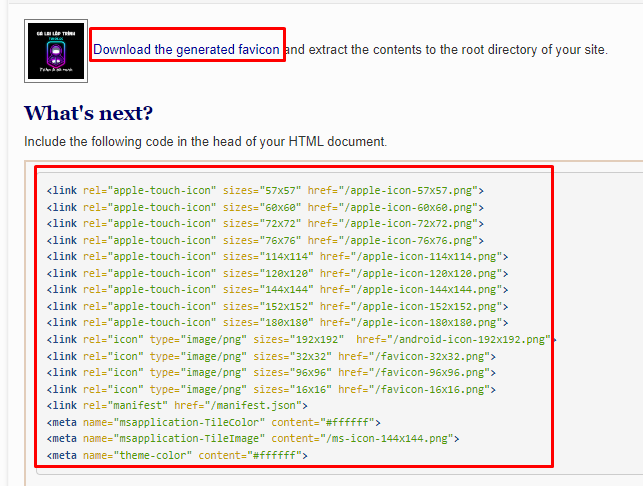 GÀ LẠI LẬP TRÌNH
Download the generated favicon and extract the contents to the root directory of your site.
What's next?
Include the following code in the head of your HTML document.
<link rel="apple-touch-icon" sizes="57x57" href="/apple-icon-57x57.png">
<link rel="apple-touch-icon" sizes="60x60" href="/apple-icon-60x60.png">
<link rel="apple-touch-icon" sizes="72x72" href="/apple-icon-72x72.png">
<link rel="apple-touch-icon" sizes="76x76" href="/apple-icon-76x76.png">
<link rel="apple-touch-icon" sizes="114x114" href="/apple-icon-114x114.png">
<link rel="apple-touch-icon" sizes="120x120" href="/apple-icon-120x120.png">
<link rel="apple-touch-icon" sizes="144x144" href="/apple-icon-144x144.png">
<link rel="apple-touch-icon" sizes="152x152" href="/apple-icon-152x152.png">
<link rel="apple-touch-icon" sizes="180x180" href="/apple-icon-180x180.png">
<link rel="icon" type="image/png" sizes="192x192"  href="/android-icon-192x192.png">
<link rel="icon" type="image/png" sizes="32x32" href="/favicon-32x32.png">
<link rel="icon" type="image/png" sizes="96x96" href="/favicon-96x96.png">
<link rel="icon" type="image/png" sizes="16x16" href="/favicon-16x16.png">
<link rel="manifest" href="/manifest.json">
<meta name="msapplication-TileColor" content="#ffffff">
<meta name="msapplication-TileImage" content="/ms-icon-144x144.png">
<meta name="theme-color" content="#ffffff">